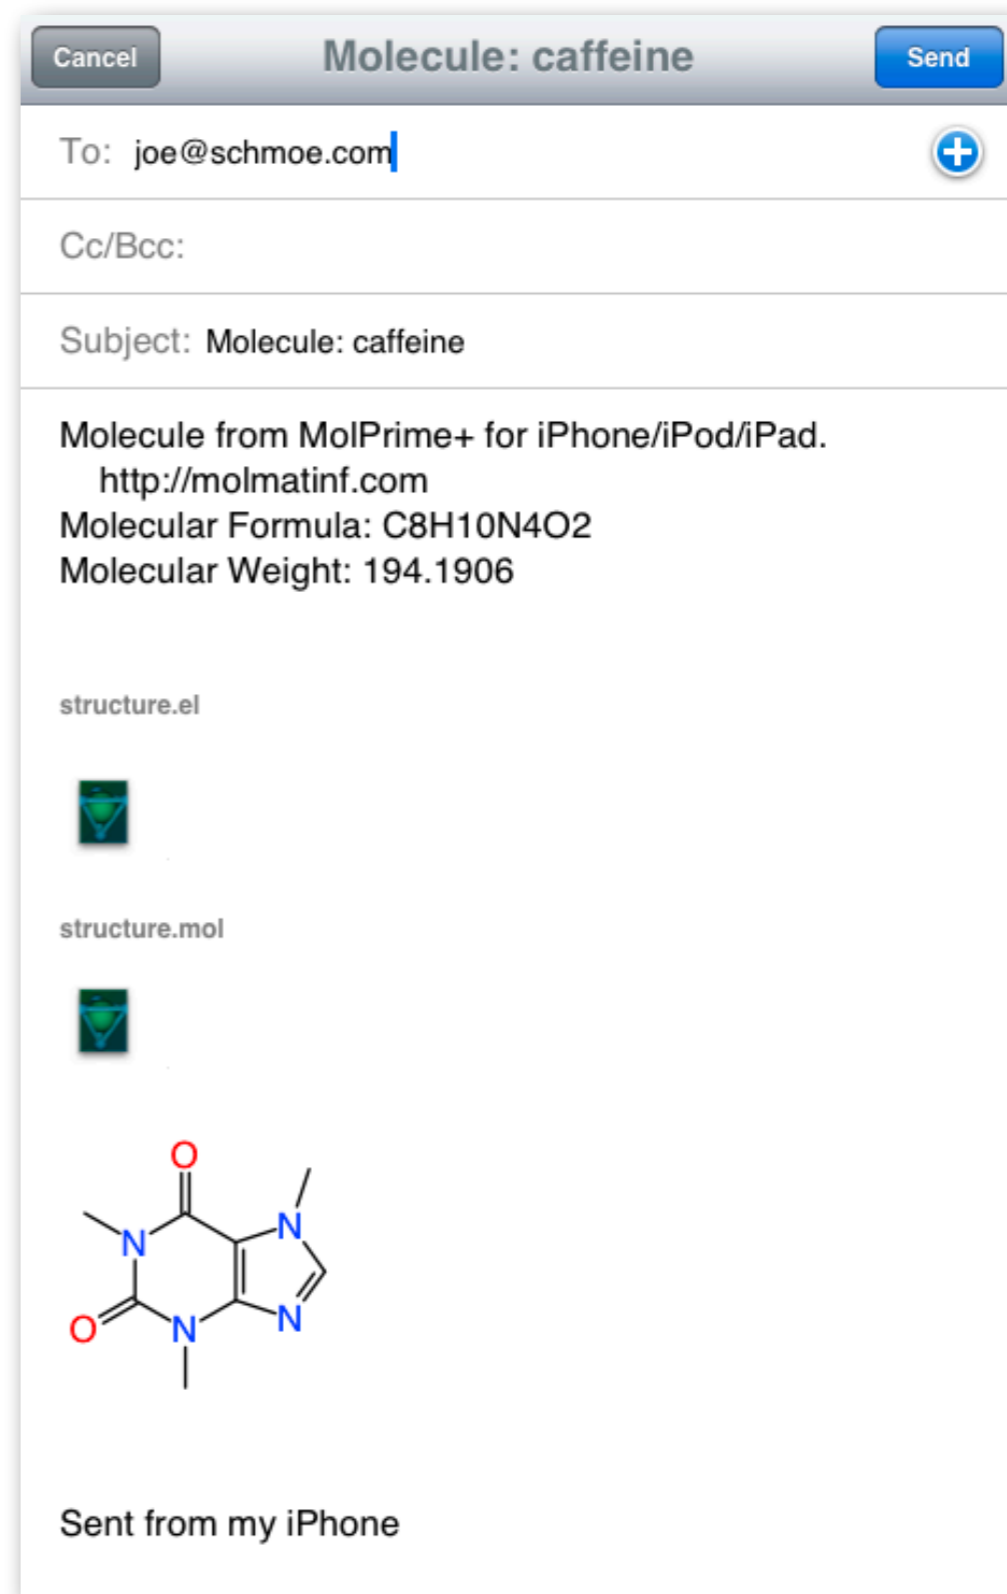 Cancel Molecule: caffeine Send
To: joe@schmoe.com
Cc/Bcc:
Subject: Molecule: caffeine
Molecule from MolPrime+ for iPhone/iPod/iPad.
http://molmatinf.com
Molecular Formula: C8H10N4O2
Molecular Weight: 194.1906
structure.el
structure.mol
O
N
N
O
N
N
Sent from my iPhone